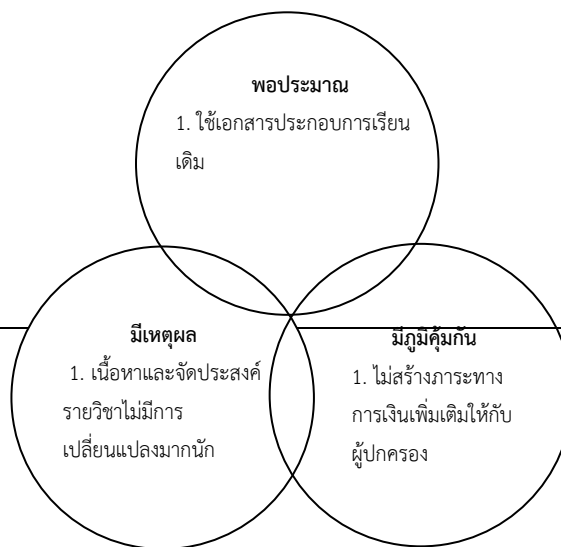 พอประมาณ
1. ใช้เอกสารประกอบการเรียน
เดิม
มีเหตุผล
1. เนื้อหาและจัดประสงค์
รายวิชาไม่มีการ
เปลี่ยนแปลงมากนัก
มีภูมิคุ้มกัน
1. ไม่สร้างภาระทาง
การเงินเพิ่มเติมให้กับ
ผู้ปกครอง